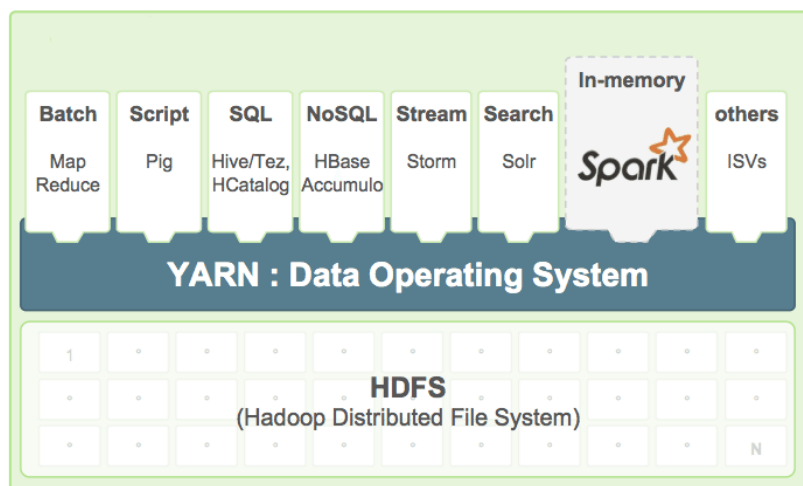 In-memory
Batch
Script
SQL
NoSQL
Stream
Search
others
Map
Reduce
Pig
Hive/Tez,
HCatalog
HBase
Accumulo
Storm
Solr
Spark
ISVs
YARN : Data Operating System
1
HDFS
(Hadoop Distributed File System)
N